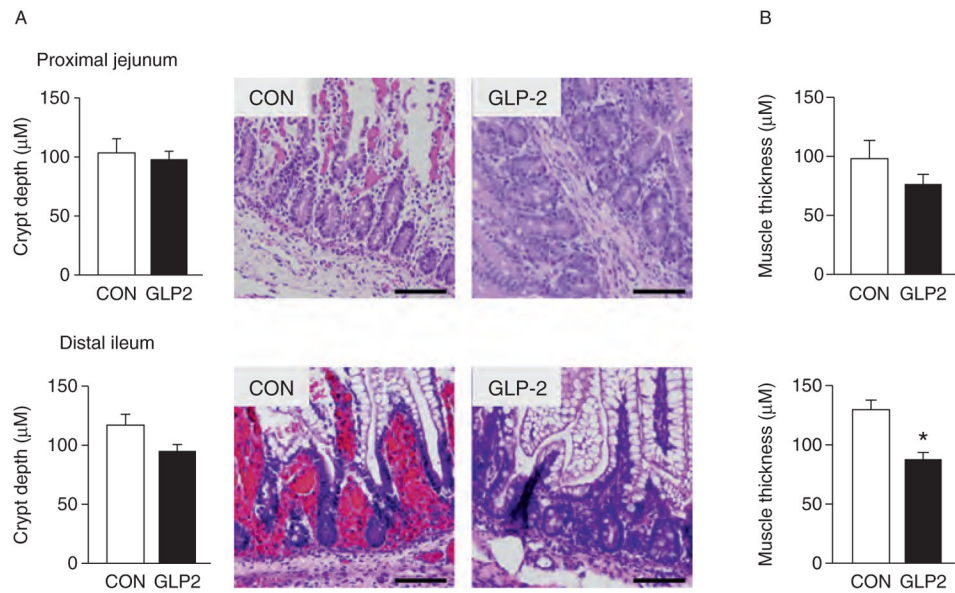 A
B
Proximal jejunum
Crypt depth (μM)
150
100
50
0
CON GLP2
CON
GLP-2
Muscle thickness (μM)
150
100
50
0
CON GLP2
Distal ileum
Crypt depth (μM)
150
100
50
0
CON GLP2
CON
GLP-2
Muscle thickness (μM)
150
100
50
0
*
CON GLP2